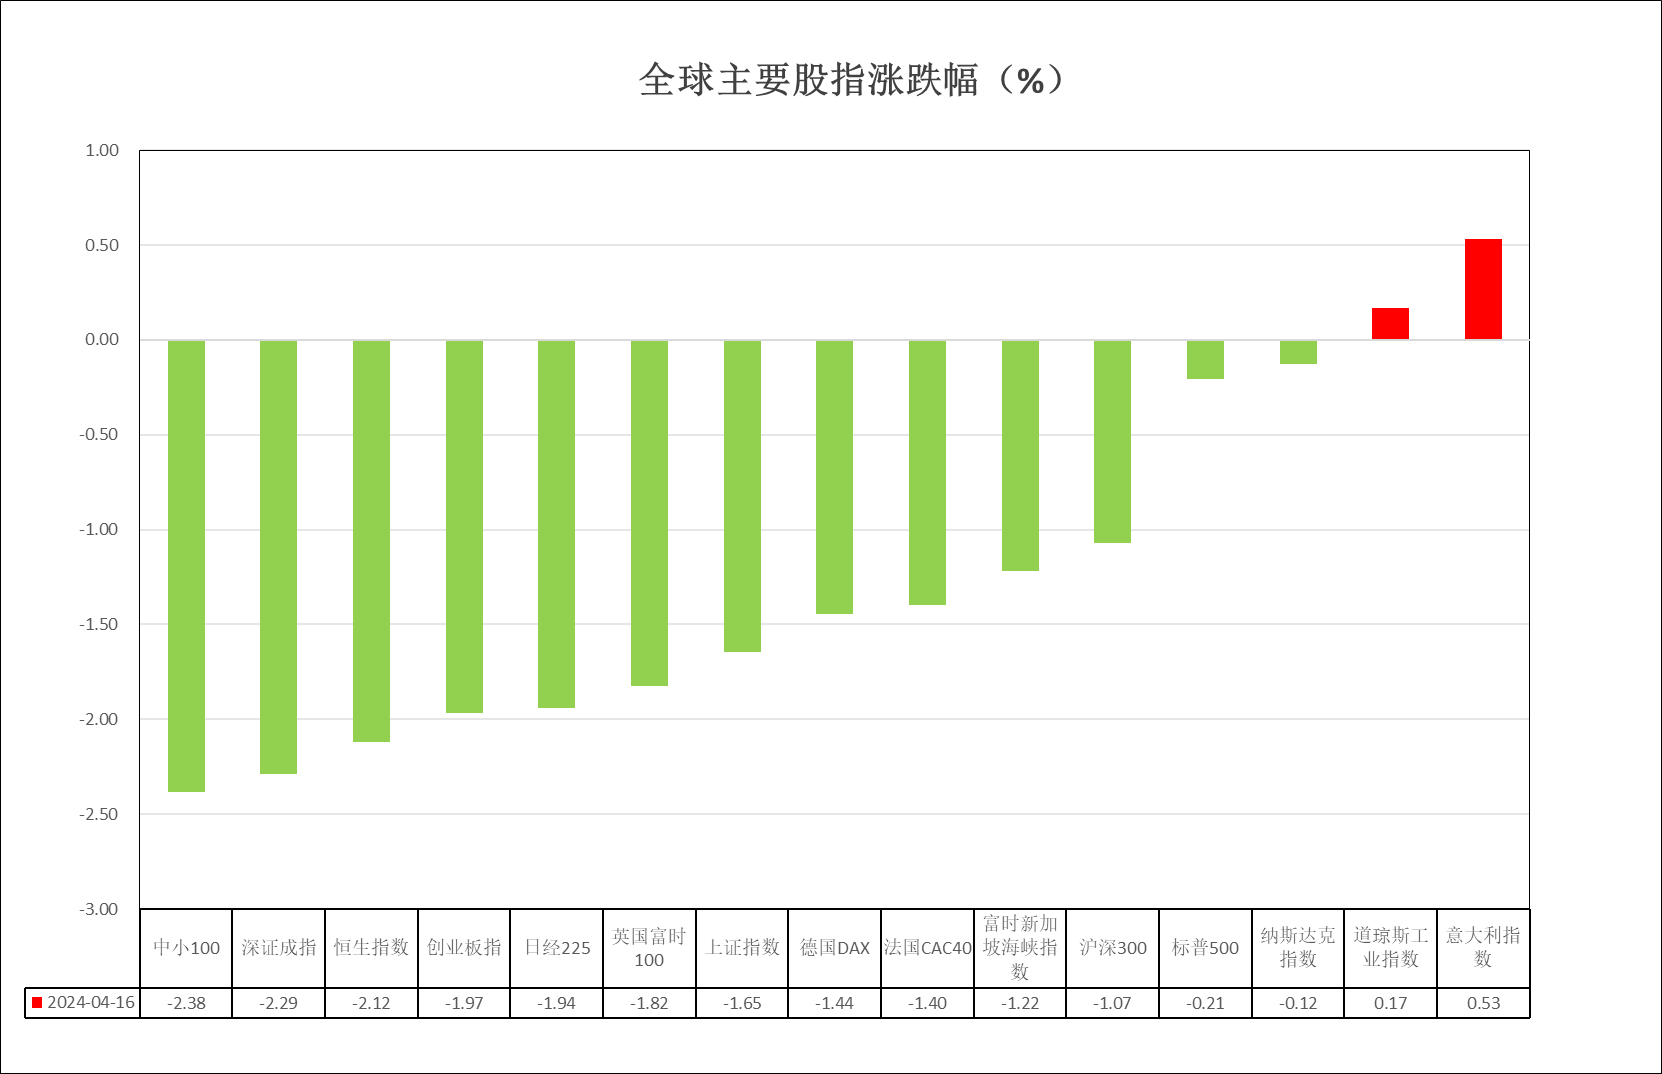 全球主要股指涨跌幅（%）
1.00
0.50
0.00
-0.50
-1.00
-1.50
-2.00
-2.50
-3.00
中小100
深证成指
恒生指数
创业板指
日经225
英国富时
100
上证指数
德国DAX
法国CAC40
富时新加
坡海峡指
数
沪深300
标普500
纳斯达克
指数
道琼斯工
业指数
意大利指
数
2024-04-16
-2.38
-2.29
-2.12
-1.97
-1.94
-1.82
-1.65
-1.44
-1.40
-1.22
-1.07
-0.21
-0.12
0.17
0.53